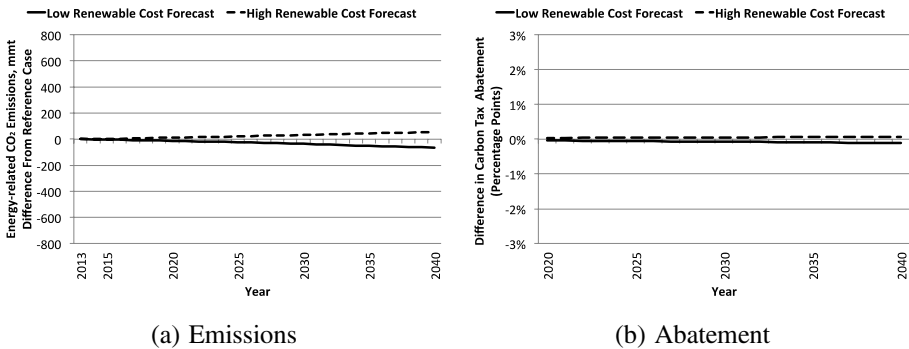 Low Renewable Cost Forecast High Renewable Cost Forecast
Energy-related CO₂ Emissions, mmt
Difference From Reference Case
800
600
400
200
0
-200
-400
-600
-800
2013
2015
2020
2025
2030
2035
2040
Year
(a) Emissions
Low Renewable Cost Forecast High Renewable Cost Forecast
Difference in Carbon Tax Abatement
(Percentage Points)
3%
2%
1%
0%
-1%
-2%
-3%
2020
2025
2030
2035
2040
Year
(b) Abatement